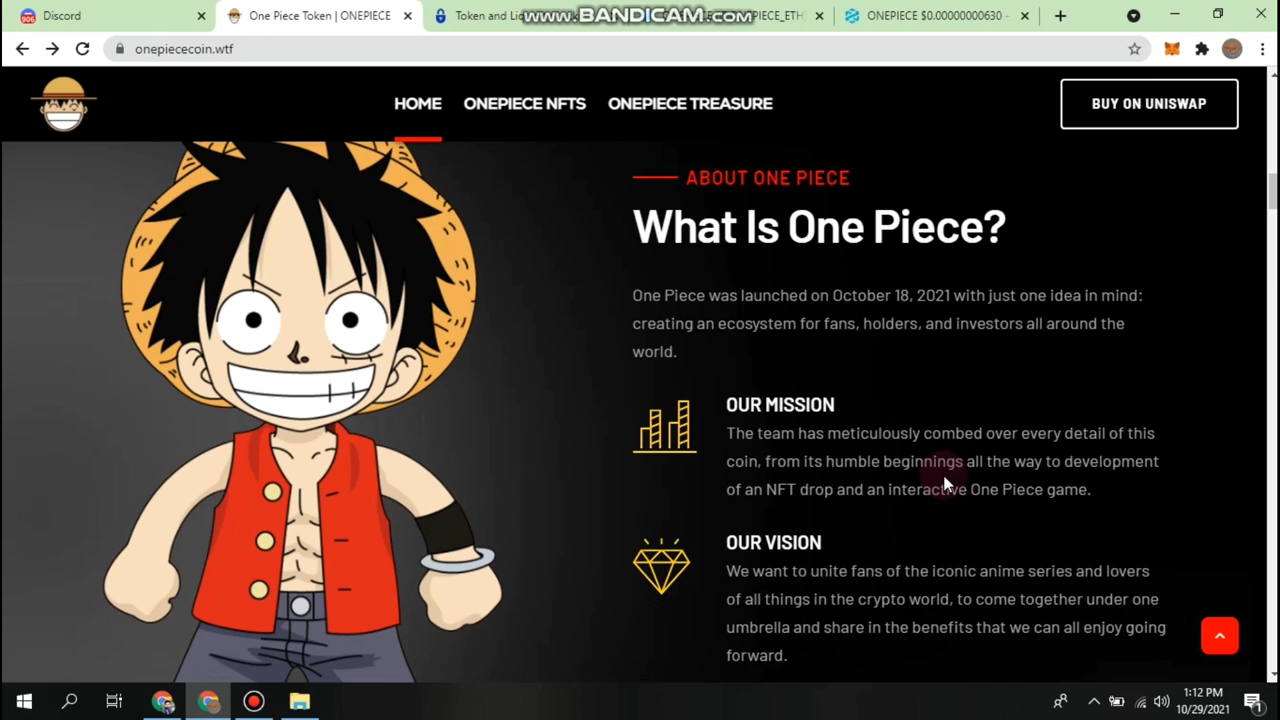 Discord
One Piece Token | ONEPIECE
Token and Li
www.BANDICAM.com
PIECE_ETH
ONEPIECE $0.00000000630 -
onepiececoin.wtf
HOME
ONEPIECE NFTS
ONEPIECE TREASURE
BUY ON UNISWAP
ABOUT ONE PIECE
What Is One Piece?
One Piece was launched on October 18, 2021 with just one idea in mind:
creating an ecosystem for fans, holders, and investors all around the
world.
OUR MISSION
The team has meticulously combed over every detail of this
coin, from its humble beginnings all the way to development
of an NFT drop and an interactive One Piece game.
OUR VISION
We want to unite fans of the iconic anime series and lovers
of all things in the crypto world, to come together under one
umbrella and share in the benefits that we can all enjoy going
forward.
1:12 PM
10/29/2021
1